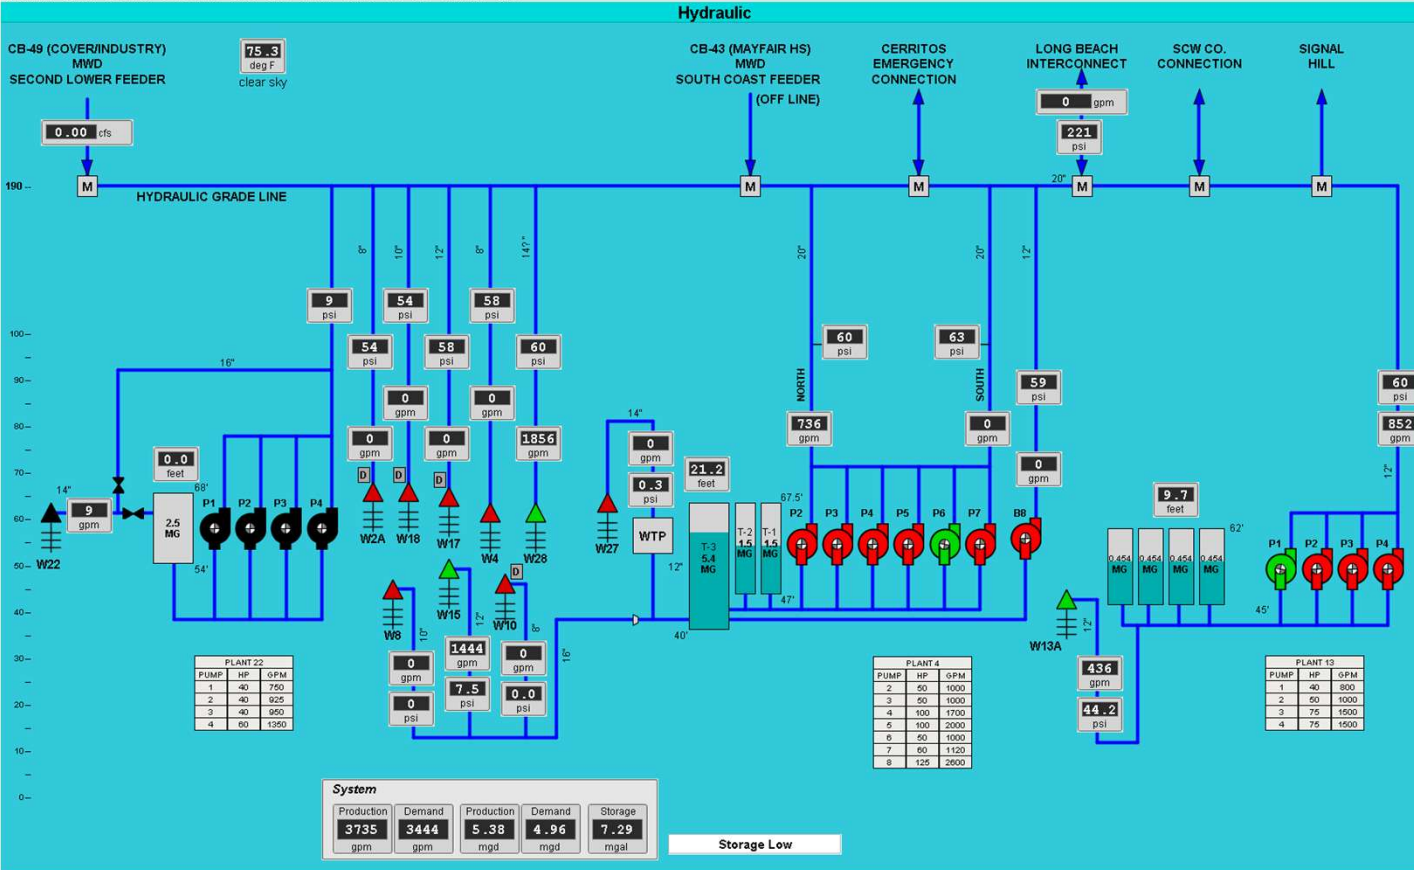 Hydraulic
CB-49 (COVER/INDUSTRY)
MWD
SECOND LOWER FEEDER
75.3
deg F
clear sky
CB-43 (MAYFAIR HS)
MWD
SOUTH COAST FEEDER
(OFF LINE)
CERRITOS
EMERGENCY
CONNECTION
LONG BEACH
INTERCONNECT
SCW CO.
CONNECTION
SIGNAL
HILL
0.00 cfs
0 gpm
221
psi
190
M
HYDRAULIC GRADE LINE
M
M
20"
M
M
M
8"
10"
12"
8"
14?"
20"
20"
12"
9
psi
54
psi
58
psi
54
psi
58
psi
60
psi
60
psi
63
psi
59
psi
60
psi
100
90
80
70
60
50
40
30
20
10
0
16"
NORTH
SOUTH
0
gpm
0
gpm
0
gpm
0
gpm
1856
gpm
14"
0
gpm
0.3
psi
736
gpm
0
gpm
0
gpm
852
gpm
12"
0.0
feet
68'
14"
9
gpm
W22
2.5
MG
54'
P1
P2
P3
P4
D
D
D
W2A
W18
W17
W4
W28
W27
WTP
12"
21.2
feet
67.5'
T-3
5.4
MG
T-2
1.5
MG
T-1
1.5
MG
47'
40'
P2
P3
P4
P5
P6
P7
B8
9.7
feet
62'
0.454
MG
0.454
MG
0.454
MG
0.454
MG
45'
P1
P2
P3
P4
W8
10"
W15
12"
D
W10
8"
16"
0
gpm
0
psi
1444
gpm
7.5
psi
0
gpm
0.0
psi
W13A
12"
436
gpm
44.2
psi
PLANT 22
PUMP HP GPM
1 40 750
2 40 925
3 40 950
4 60 1350
PLANT 4
PUMP HP GPM
2 50 1000
3 50 1000
4 100 1700
5 100 2000
6 50 1000
7 60 1120
8 125 2600
PLANT 13
PUMP HP GPM
1 40 800
2 50 1000
3 75 1500
4 75 1500
System
Production Demand Production Demand Storage
3735 3444 5.38 4.96 7.29
gpm gpm mgd mgd mgal
Storage Low